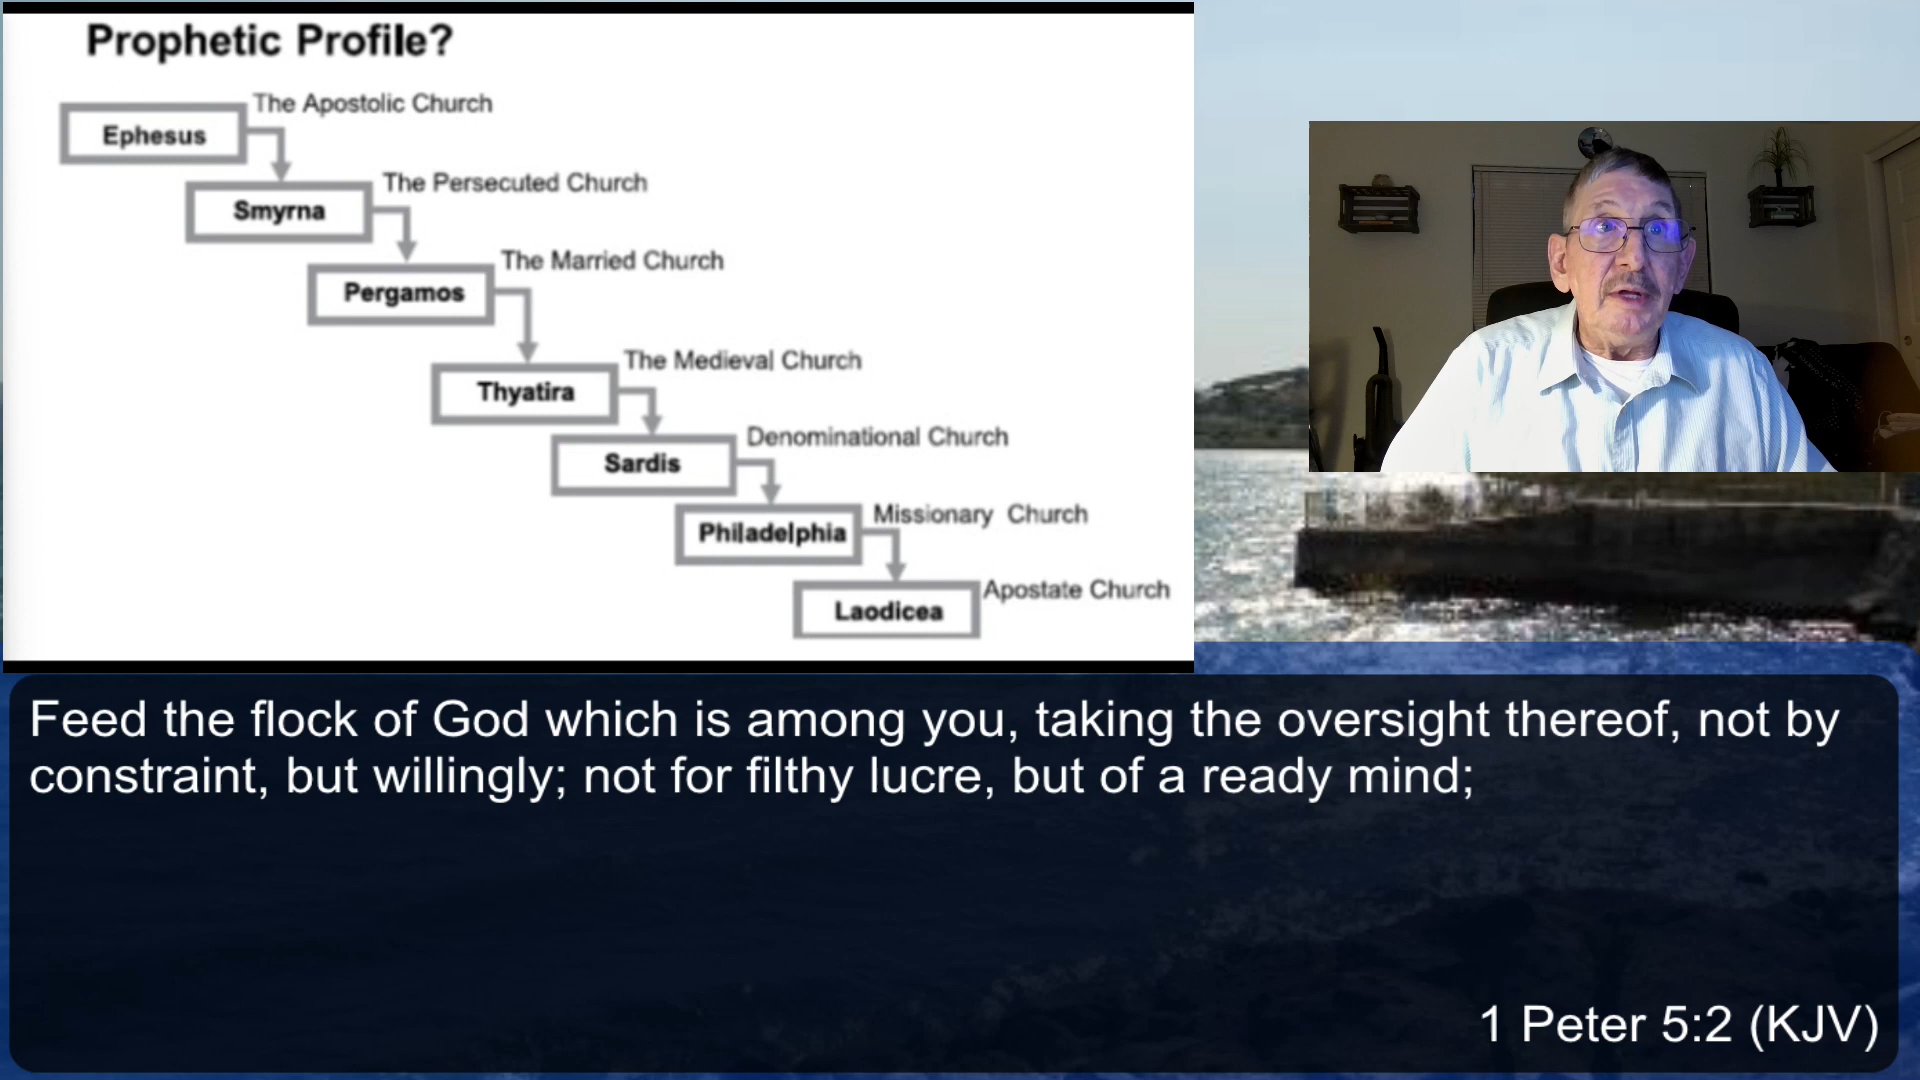 Prophetic Profile?
The Apostolic Church
Ephesus
The Persecuted Church
Smyrna
The Married Church
Pergamos
The Medieval Church
Thyatira
Denominational Church
Sardis
Missionary Church
Philadelphia
Apostate Church
Laodicea
Feed the flock of God which is among you, taking the oversight thereof, not by
constraint, but willingly; not for filthy lucre, but of a ready mind;
1 Peter 5:2 (KJV)